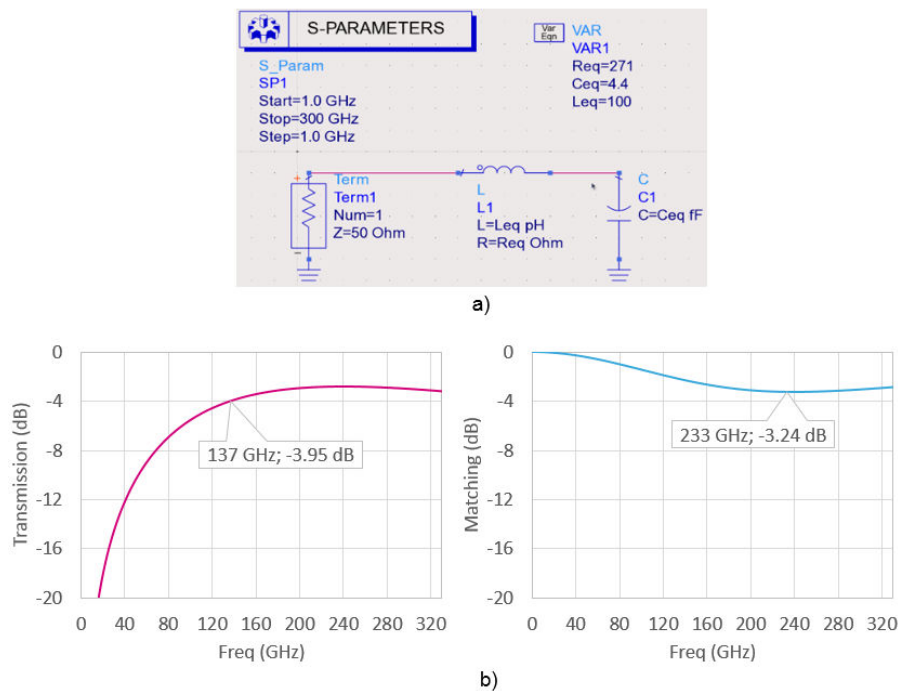 S-PARAMETERS
S_Param
SP1
Start=1.0 GHz
Stop=300 GHz
Step=1.0 GHz
Var
Eqn
VAR
VAR1
Req=271
Ceq=4.4
Leq=100
+
Term
Term1
Num=1
Z=50 Ohm
-
L
L1
L=Leq pH
R=Req Ohm
C
C1
C=Ceq fF
a)
Transmission (dB)
0
-4
-8
-12
-16
-20
137 GHz; -3.95 dB
0 40 80 120 160 200 240 280 320
Freq (GHz)
Matching (dB)
0
-4
-8
-12
-16
-20
233 GHz; -3.24 dB
0 40 80 120 160 200 240 280 320
Freq (GHz)
b)